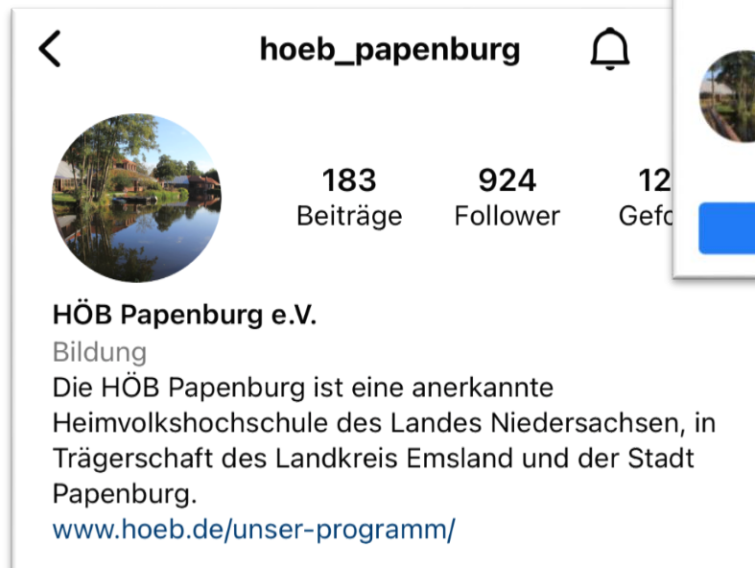 hoeb_papenburg
183 924 12
Beiträge Follower
HÖB Papenburg e.V.
Bildung
Die HÖB Papenburg ist eine anerkannte
Heimvolkshochschule des Landes Niedersachsen, in
Trägerschaft des Landkreis Emsland und der Stadt
Papenburg.
www.hoeb.de/unser-programm/